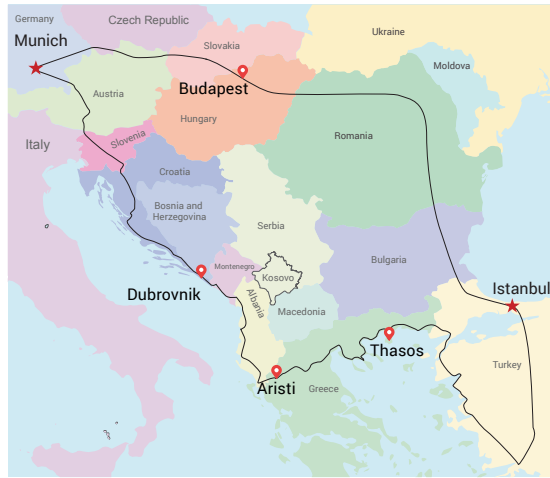 Germany
Czech Republic
Munich
Slovakia
Ukraine
Moldova
Austria
Budapest
Hungary
Romania
Italy
Slovenia
Croatia
Bosnia and
Herzegovina
Serbia
Bulgaria
Montenegro
Kosovo
Dubrovnik
Albania
Macedonia
Istanbul
Thasos
Turkey
Aristi
Greece